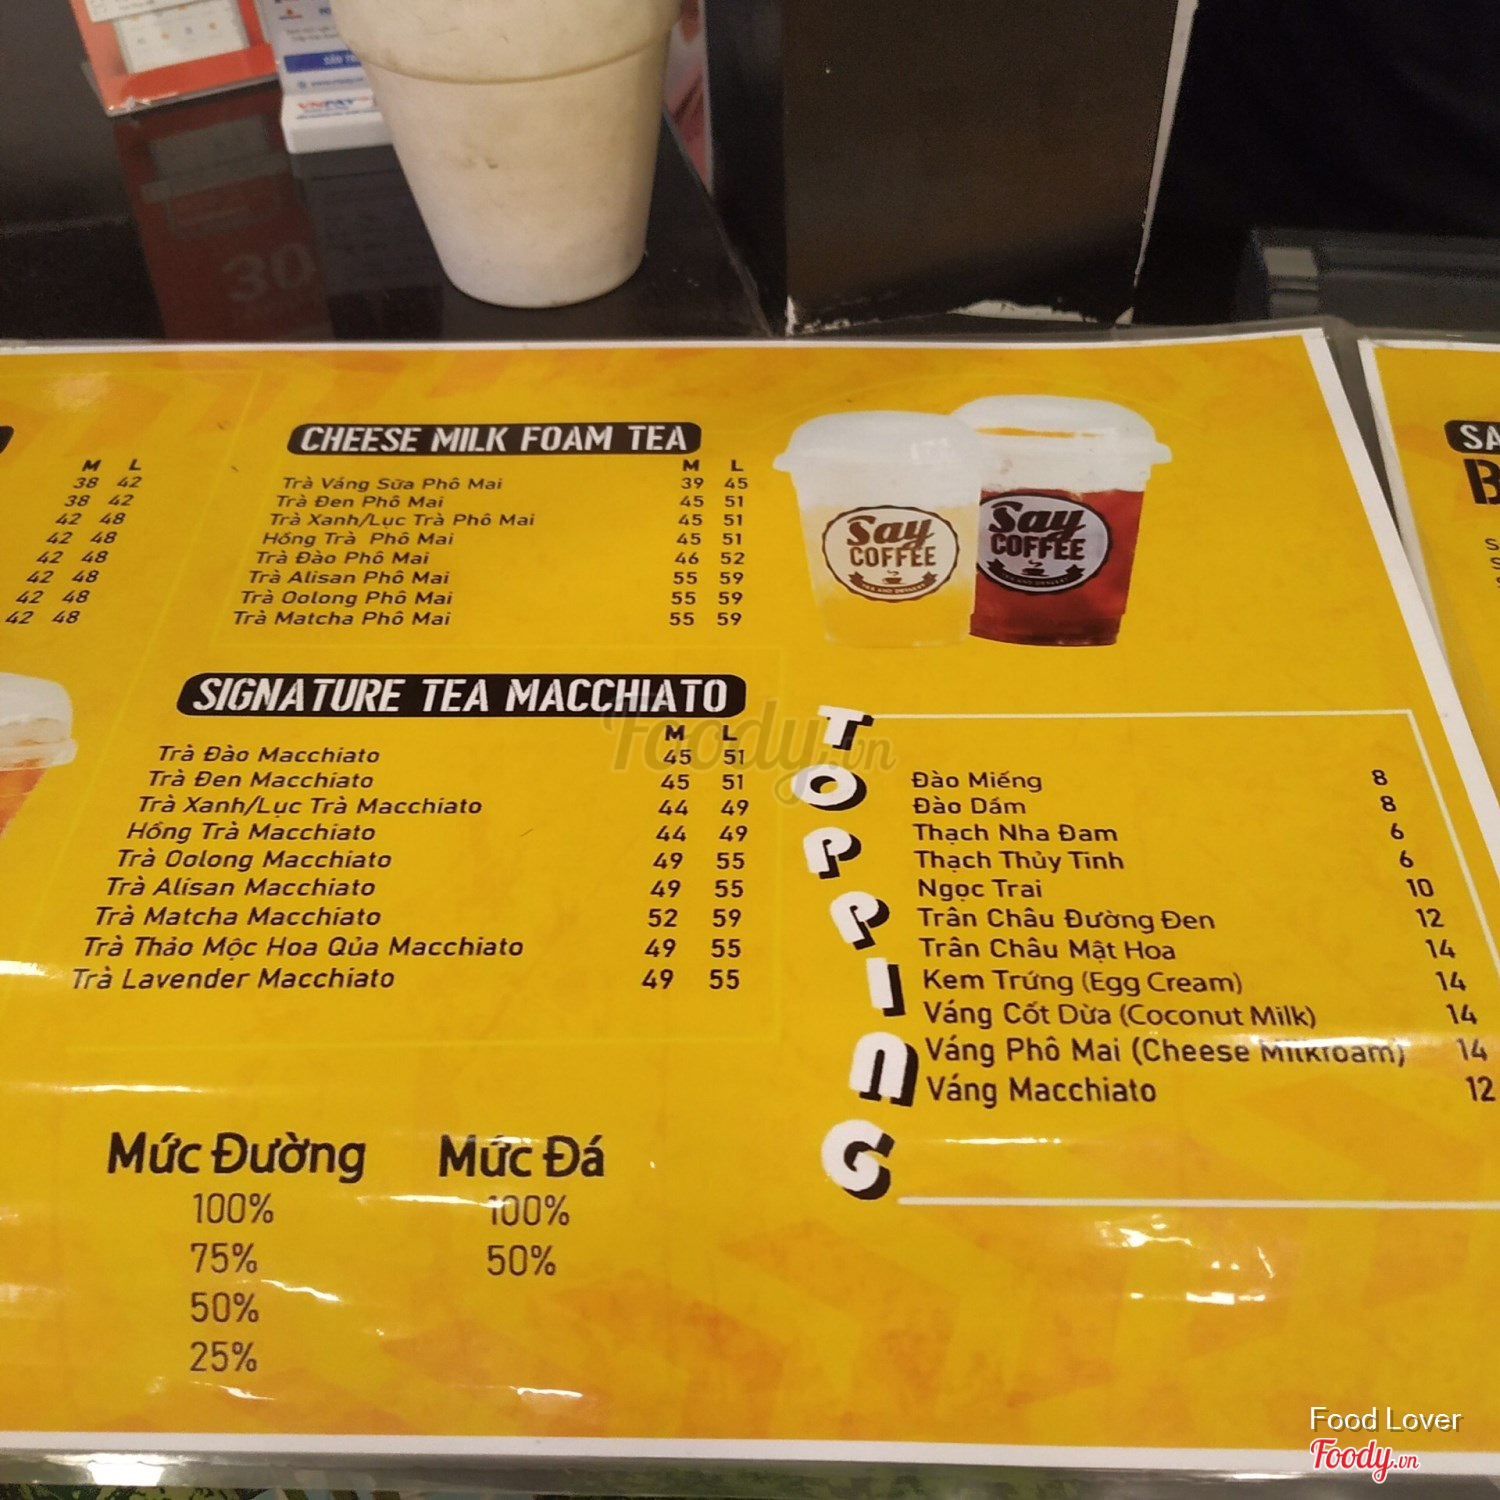 VNPAY
30
M L
38 42
38 42
42 48
42 48
42 48
42 48
42 48
42 48
CHEESE MILK FOAM TEA
M L
Trà Váng Sữa Phô Mai 39 45
Trà Đen Phô Mai 45 51
Trà Xanh/Lục Trà Phô Mai 45 51
Hồng Trà Phô Mai 45 51
Trà Đào Phô Mai 46 52
Trà Alisan Phô Mai 55 59
Trà Oolong Phô Mai 55 59
Trà Matcha Phô Mai 55 59
SIGNATURE TEA MACCHIATO
M L
Trà Đào Macchiato 45 51
Trà Đen Macchiato 45 51
Trà Xanh/Lục Trà Macchiato 44 49
Hồng Trà Macchiato 44 49
Trà Oolong Macchiato 49 55
Trà Alisan Macchiato 49 55
Trà Matcha Macchiato 52 59
Trà Thảo Mộc Hoa Qủa Macchiato 49 55
Trà Lavender Macchiato 49 55
Mức Đường
100%
75%
50%
25%
Mức Đá
100%
50%
Say
COFFEE
TEA AND DESSERT
Say
COFFEE
TEA AND DESSERT
TOPPING
Đào Miếng 8
Đào Dầm 8
Thạch Nha Đam 6
Thạch Thủy Tinh 6
Ngọc Trai 10
Trân Châu Đường Đen 12
Trân Châu Mật Hoa 14
Kem Trứng (Egg Cream) 14
Váng Cốt Dừa (Coconut Milk) 14
Váng Phô Mai (Cheese Milkfoam) 14
Váng Macchiato 12
SA
B
Foody.vn
Food Lover
Foody.vn